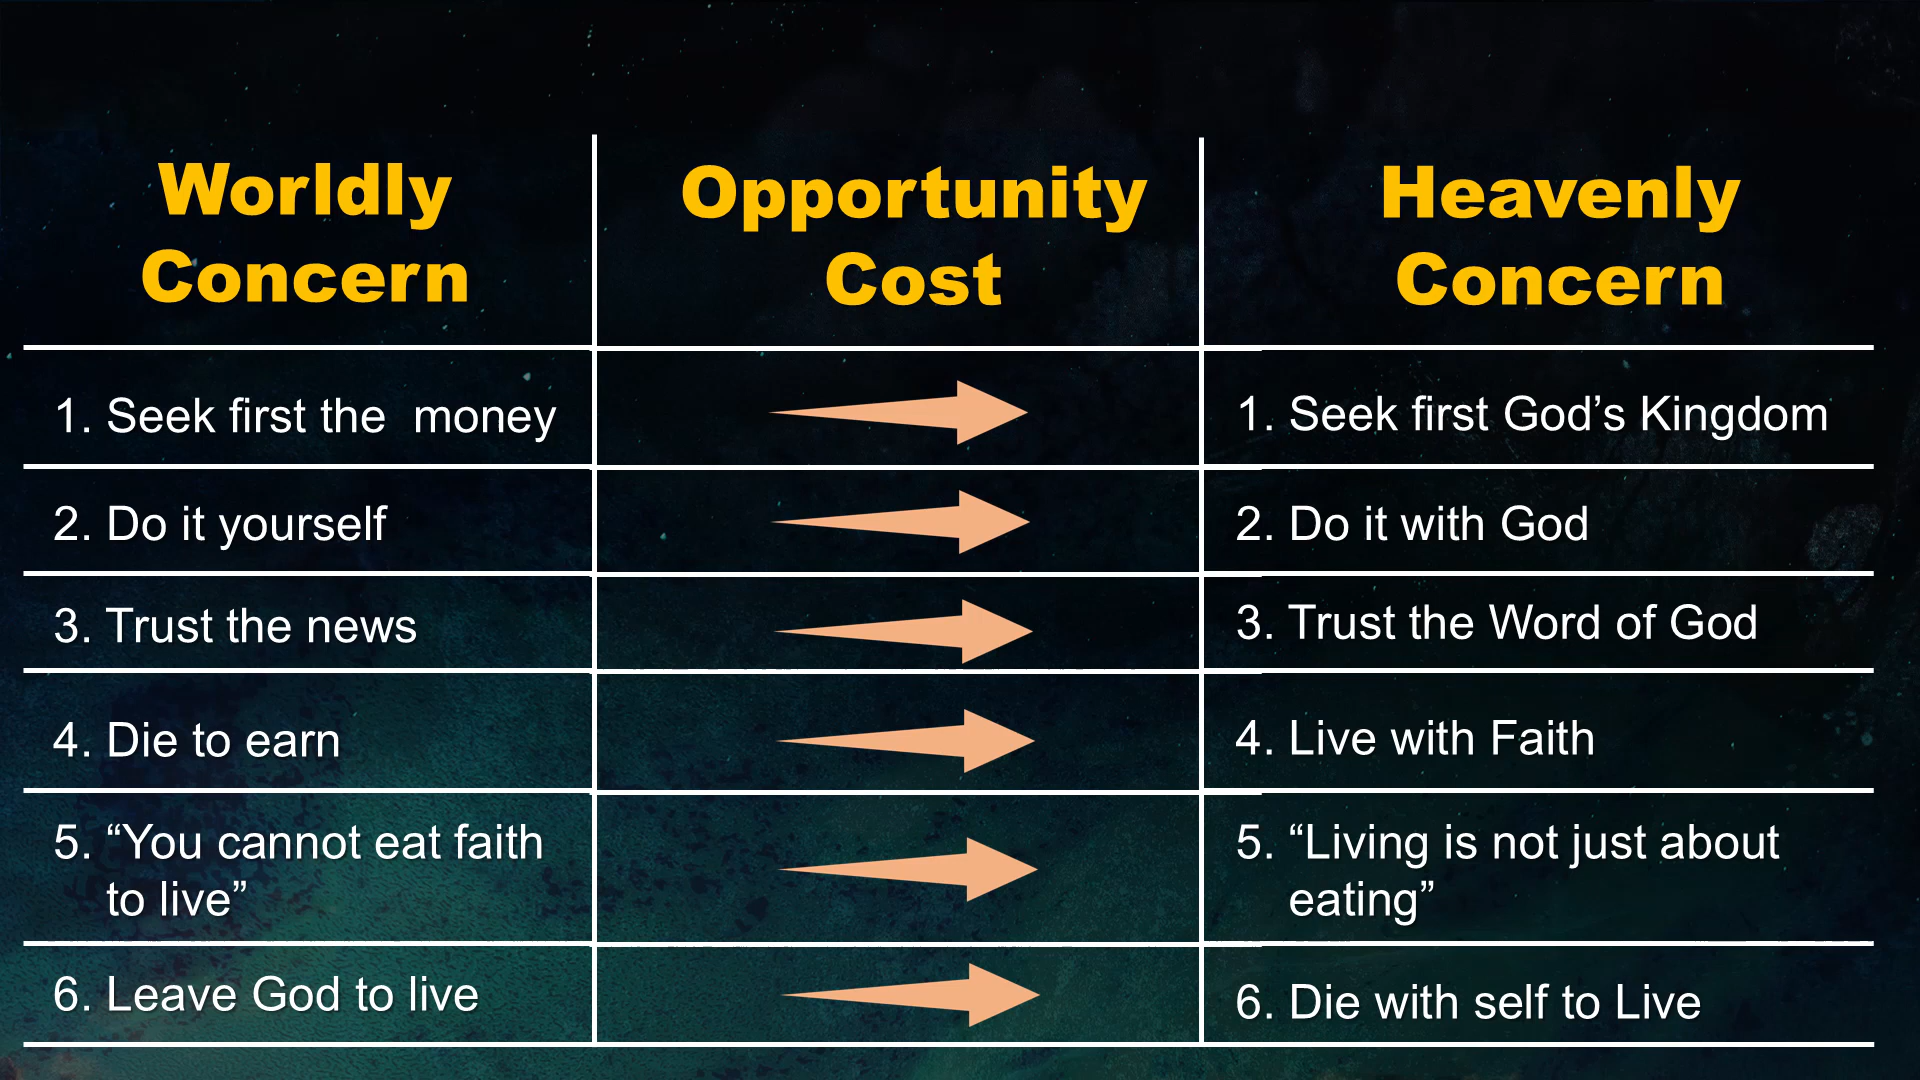 Worldly
Concern
Opportunity
Cost
Heavenly
Concern
1. Seek first the  money
1. Seek first God’s Kingdom
2. Do it yourself
2. Do it with God
3. Trust the news
3. Trust the Word of God
4. Die to earn
4. Live with Faith
5. “You cannot eat faith
to live”
5. “Living is not just about
eating”
6. Leave God to live
6. Die with self to Live